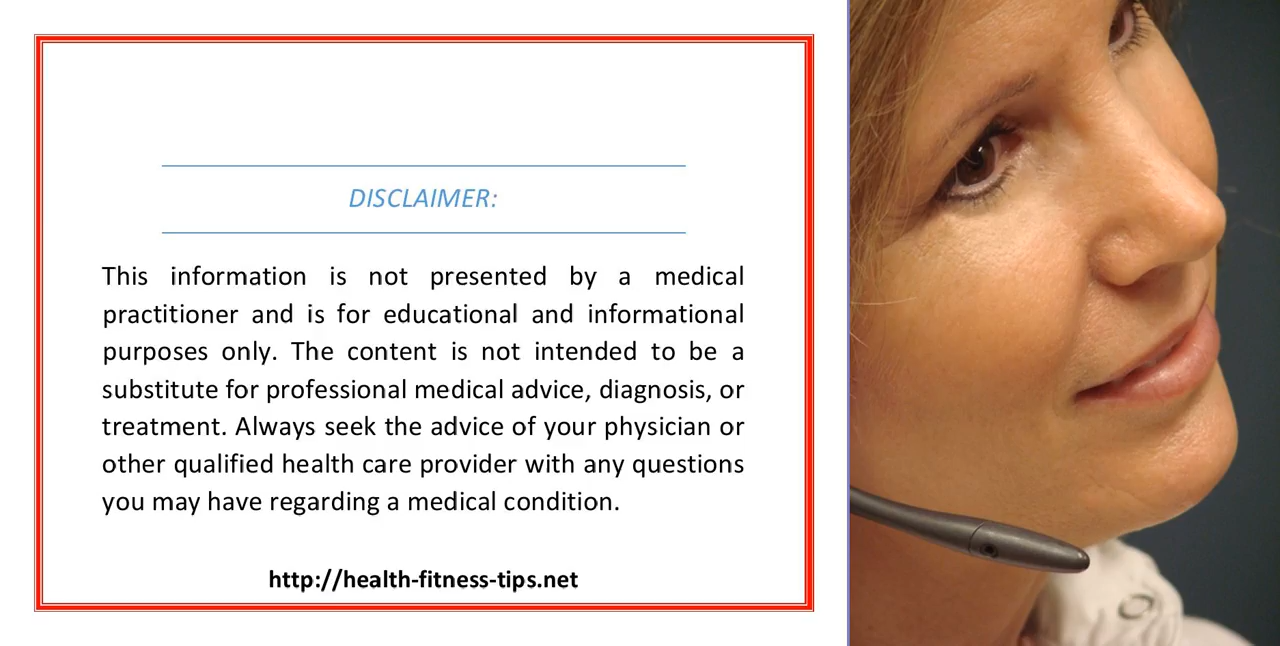 DISCLAIMER:
This information is not presented by a medical
practitioner and is for educational and informational
purposes only. The content is not intended to be a
substitute for professional medical advice, diagnosis, or
treatment. Always seek the advice of your physician or
other qualified health care provider with any questions
you may have regarding a medical condition.
http://health-fitness-tips.net